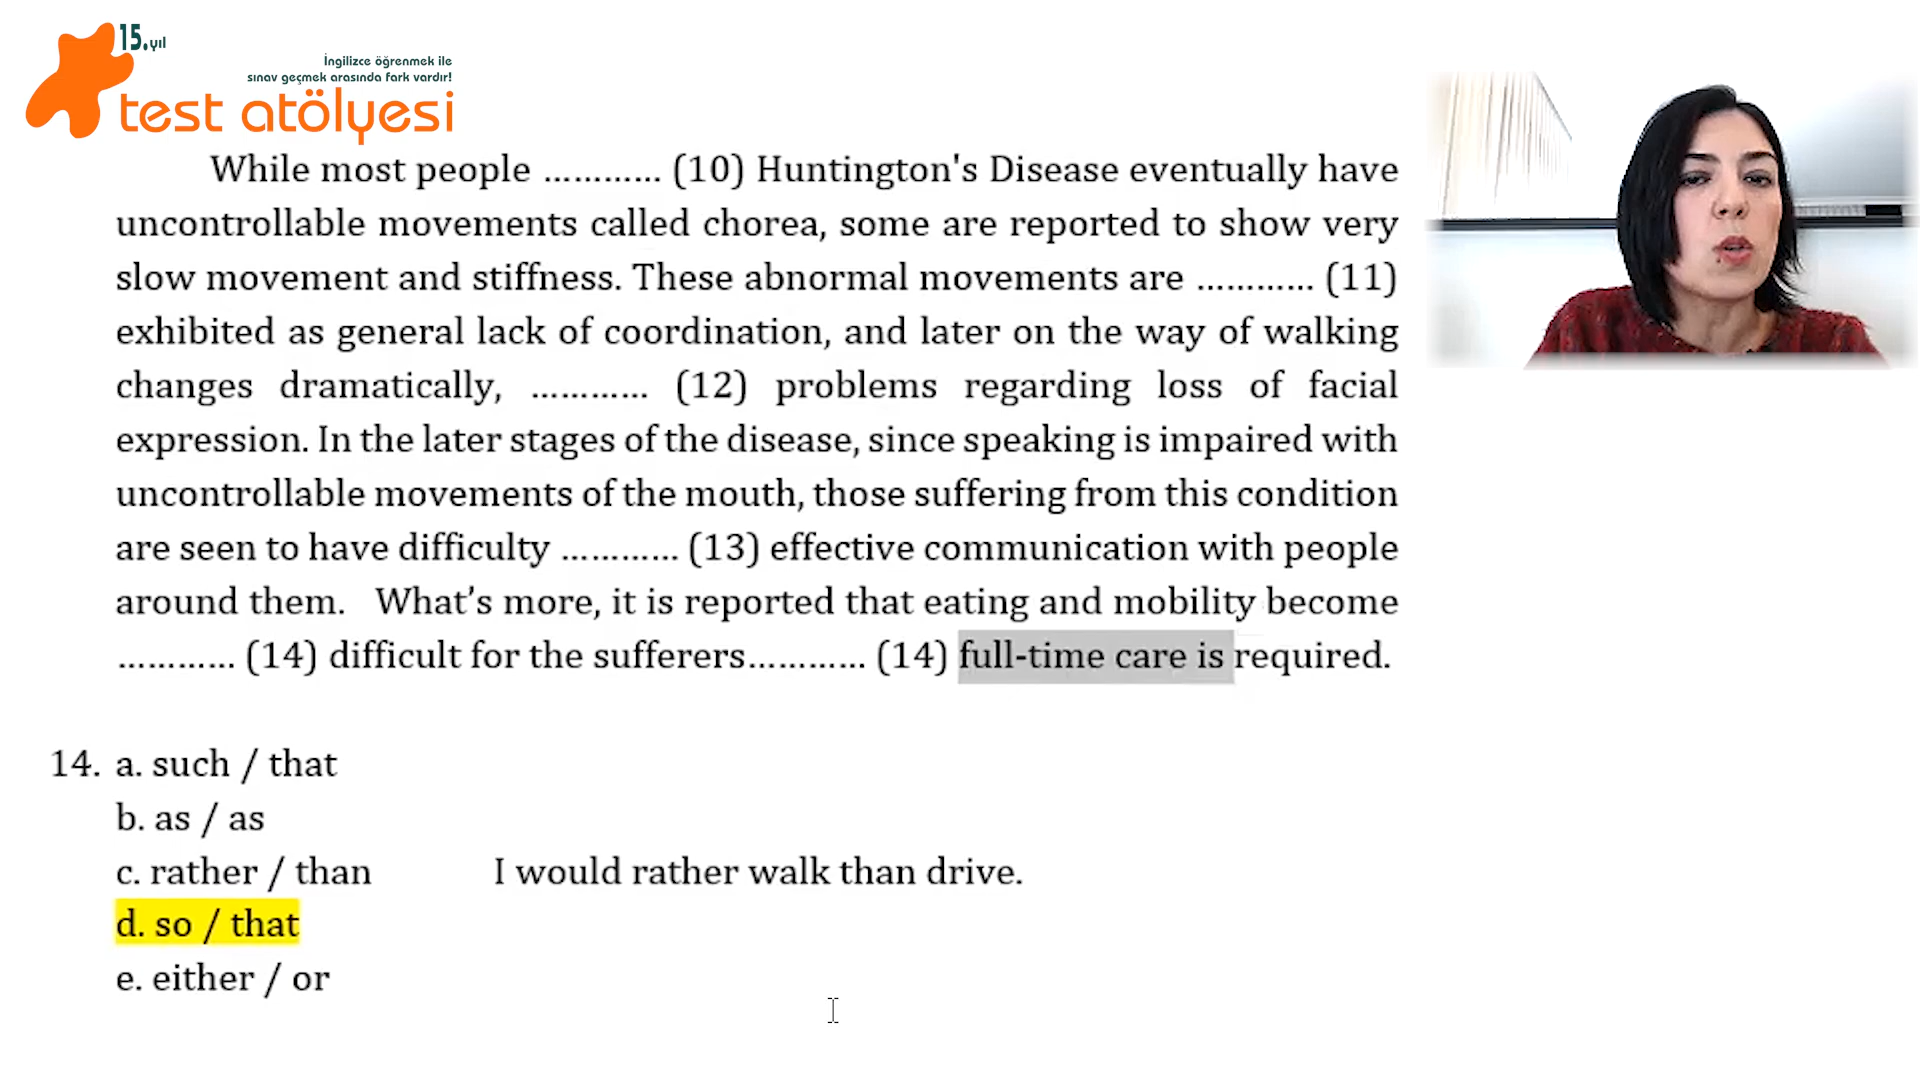 15.yıl
İngilizce öğrenmek ile
sınav geçmek arasında fark vardır!
test atölyesi
While most people ………… (10) Huntington's Disease eventually have
uncontrollable movements called chorea, some are reported to show very
slow movement and stiffness. These abnormal movements are ………… (11)
exhibited as general lack of coordination, and later on the way of walking
changes dramatically, ………… (12) problems regarding loss of facial
expression. In the later stages of the disease, since speaking is impaired with
uncontrollable movements of the mouth, those suffering from this condition
are seen to have difficulty ………… (13) effective communication with people
around them. What’s more, it is reported that eating and mobility become
………… (14) difficult for the sufferers………… (14) full-time care is required.
14. a. such / that
b. as / as
c. rather / than I would rather walk than drive.
d. so / that
e. either / or